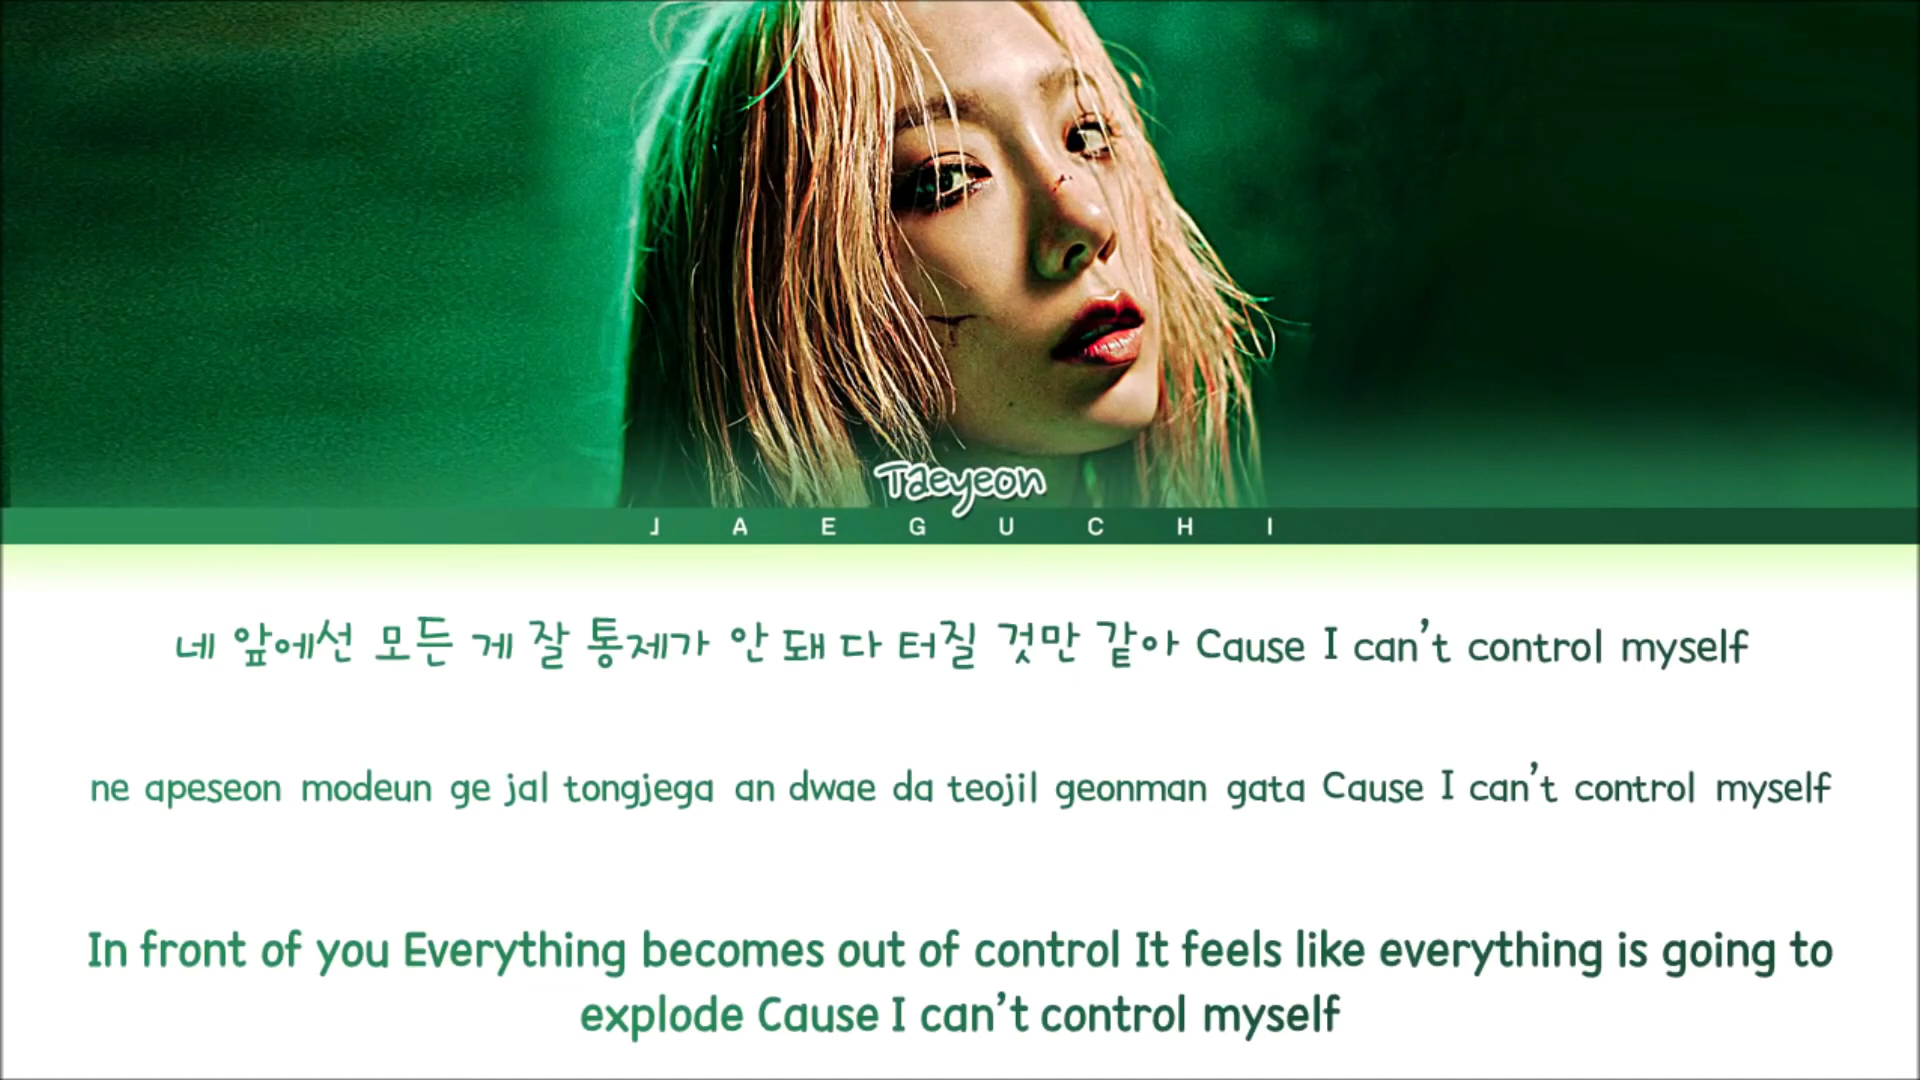 Taeyeon
JAEGUCHI
네 앞에선 모든 게 잘 통제가 안 돼 다 터질 것만 같아 Cause I can't control myself
ne apeseon modeun ge jal tongjega an dwae da teojil geonman gata Cause I can't control myself
In front of you Everything becomes out of control It feels like everything is going to
explode Cause I can't control myself